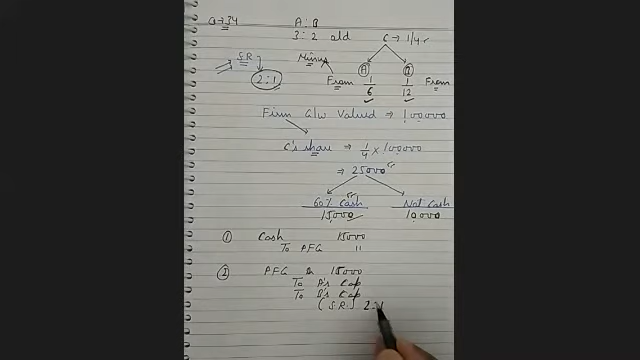 Q → 34 A : B
3 : 2 old C → 1/4
SR Minus A B
2 : 1 From 1/6 1/12 From
Firm G/w Valued ⇒ 100000
C's share ⇒ 1/4 × 100000
⇒ 25000
60% Cash Not Cash
15000 10000
① Cash 15000
To PFG "
② PFG Dr 15000
To A's Cap
To B's Cap
(SR) 2:1